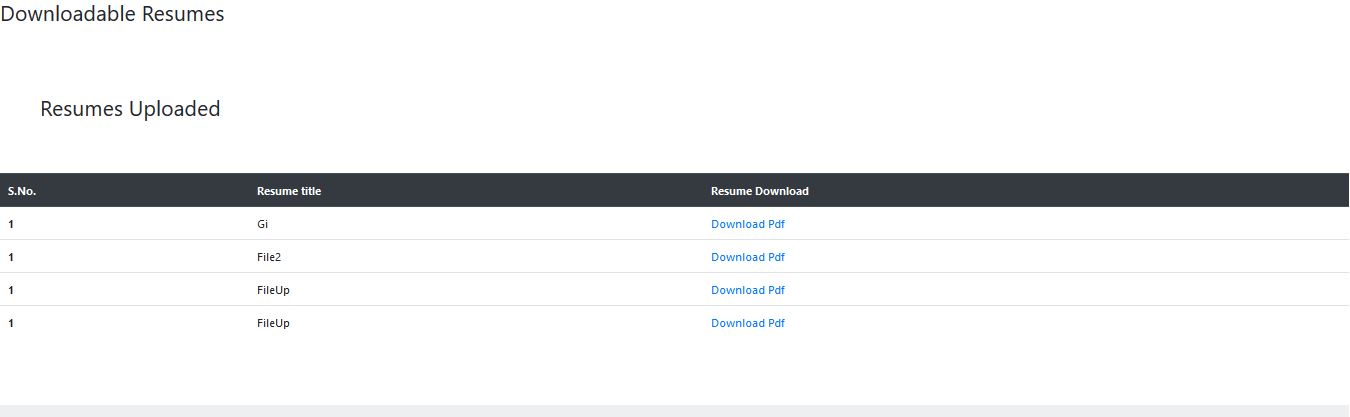 Downloadable Resumes
Resumes Uploaded
S.No. Resume title Resume Download
1 Gi Download Pdf
1 File2 Download Pdf
1 FileUp Download Pdf
1 FileUp Download Pdf